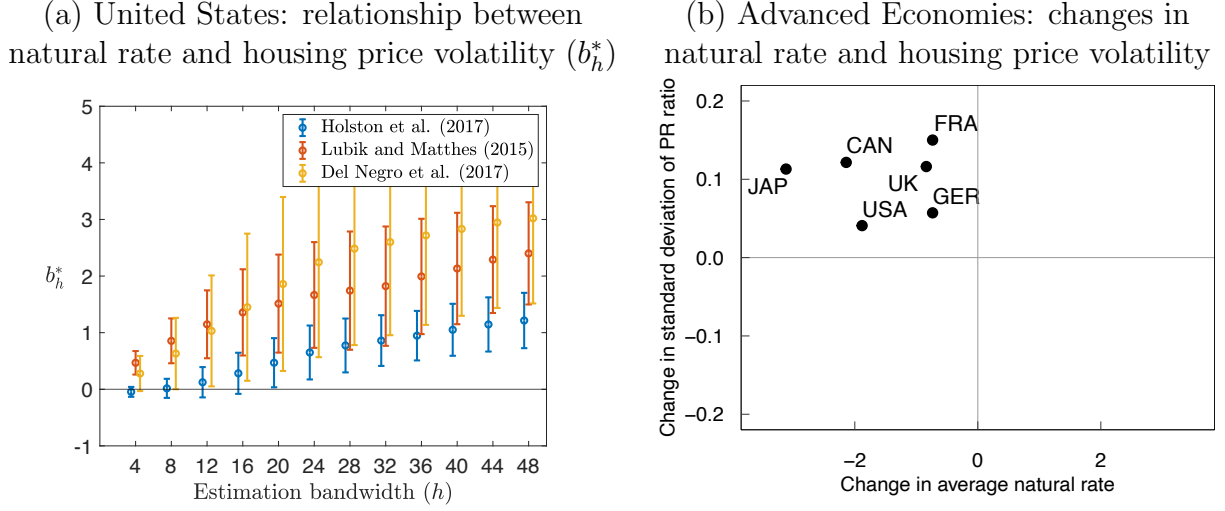 (a) United States: relationship between
natural rate and housing price volatility (b*h)
5
4
3
2
1
0
-1
b*h
Holston et al. (2017)
Lubik and Matthes (2015)
Del Negro et al. (2017)
4 8 12 16 20 24 28 32 36 40 44 48
Estimation bandwidth (h)
(b) Advanced Economies: changes in
natural rate and housing price volatility
Change in standard deviation of PR ratio
0.2
0.1
0.0
−0.1
−0.2
FRA
CAN
JAP
UK
GER
USA
−2 0 2
Change in average natural rate